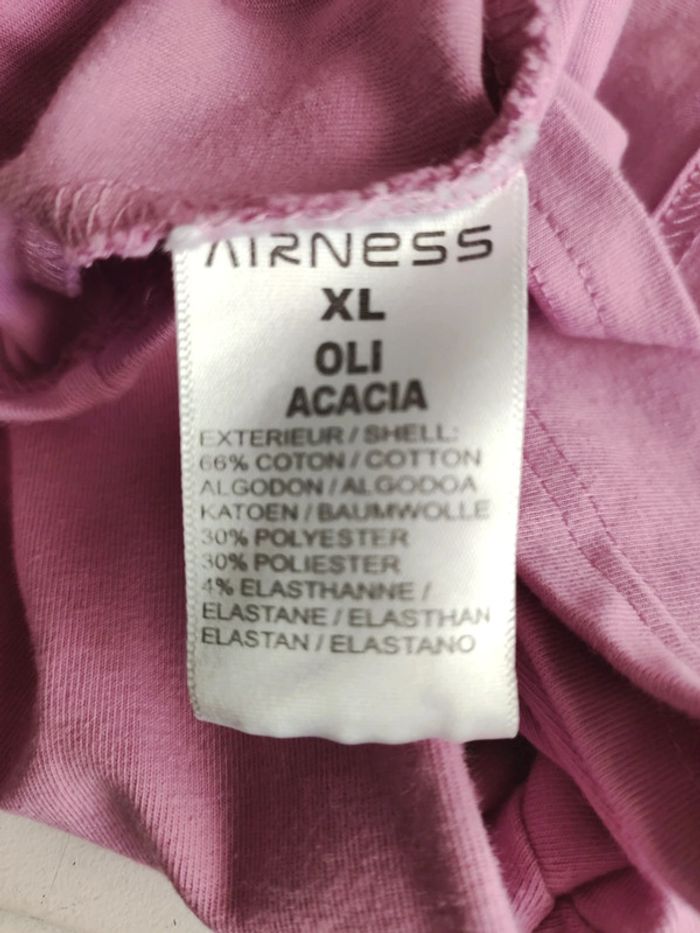 AIRNESS
XL
OLI
ACACIA
EXTERIEUR / SHELL:
66% COTON / COTTON
ALGODON / ALGODOA
KATOEN / BAUMWOLLE
30% POLYESTER
30% POLIESTER
4% ELASTHANNE /
ELASTANE / ELASTHAN
ELASTAN / ELASTANO